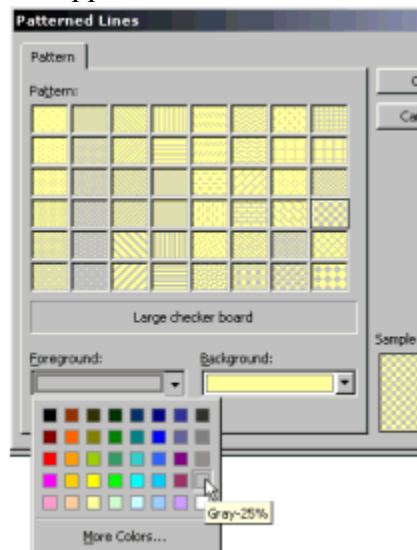 Patterned Lines
Pattern
Pattern:
Large checker board
Foreground:
Background:
Sample
Gray-25%
More Colors...